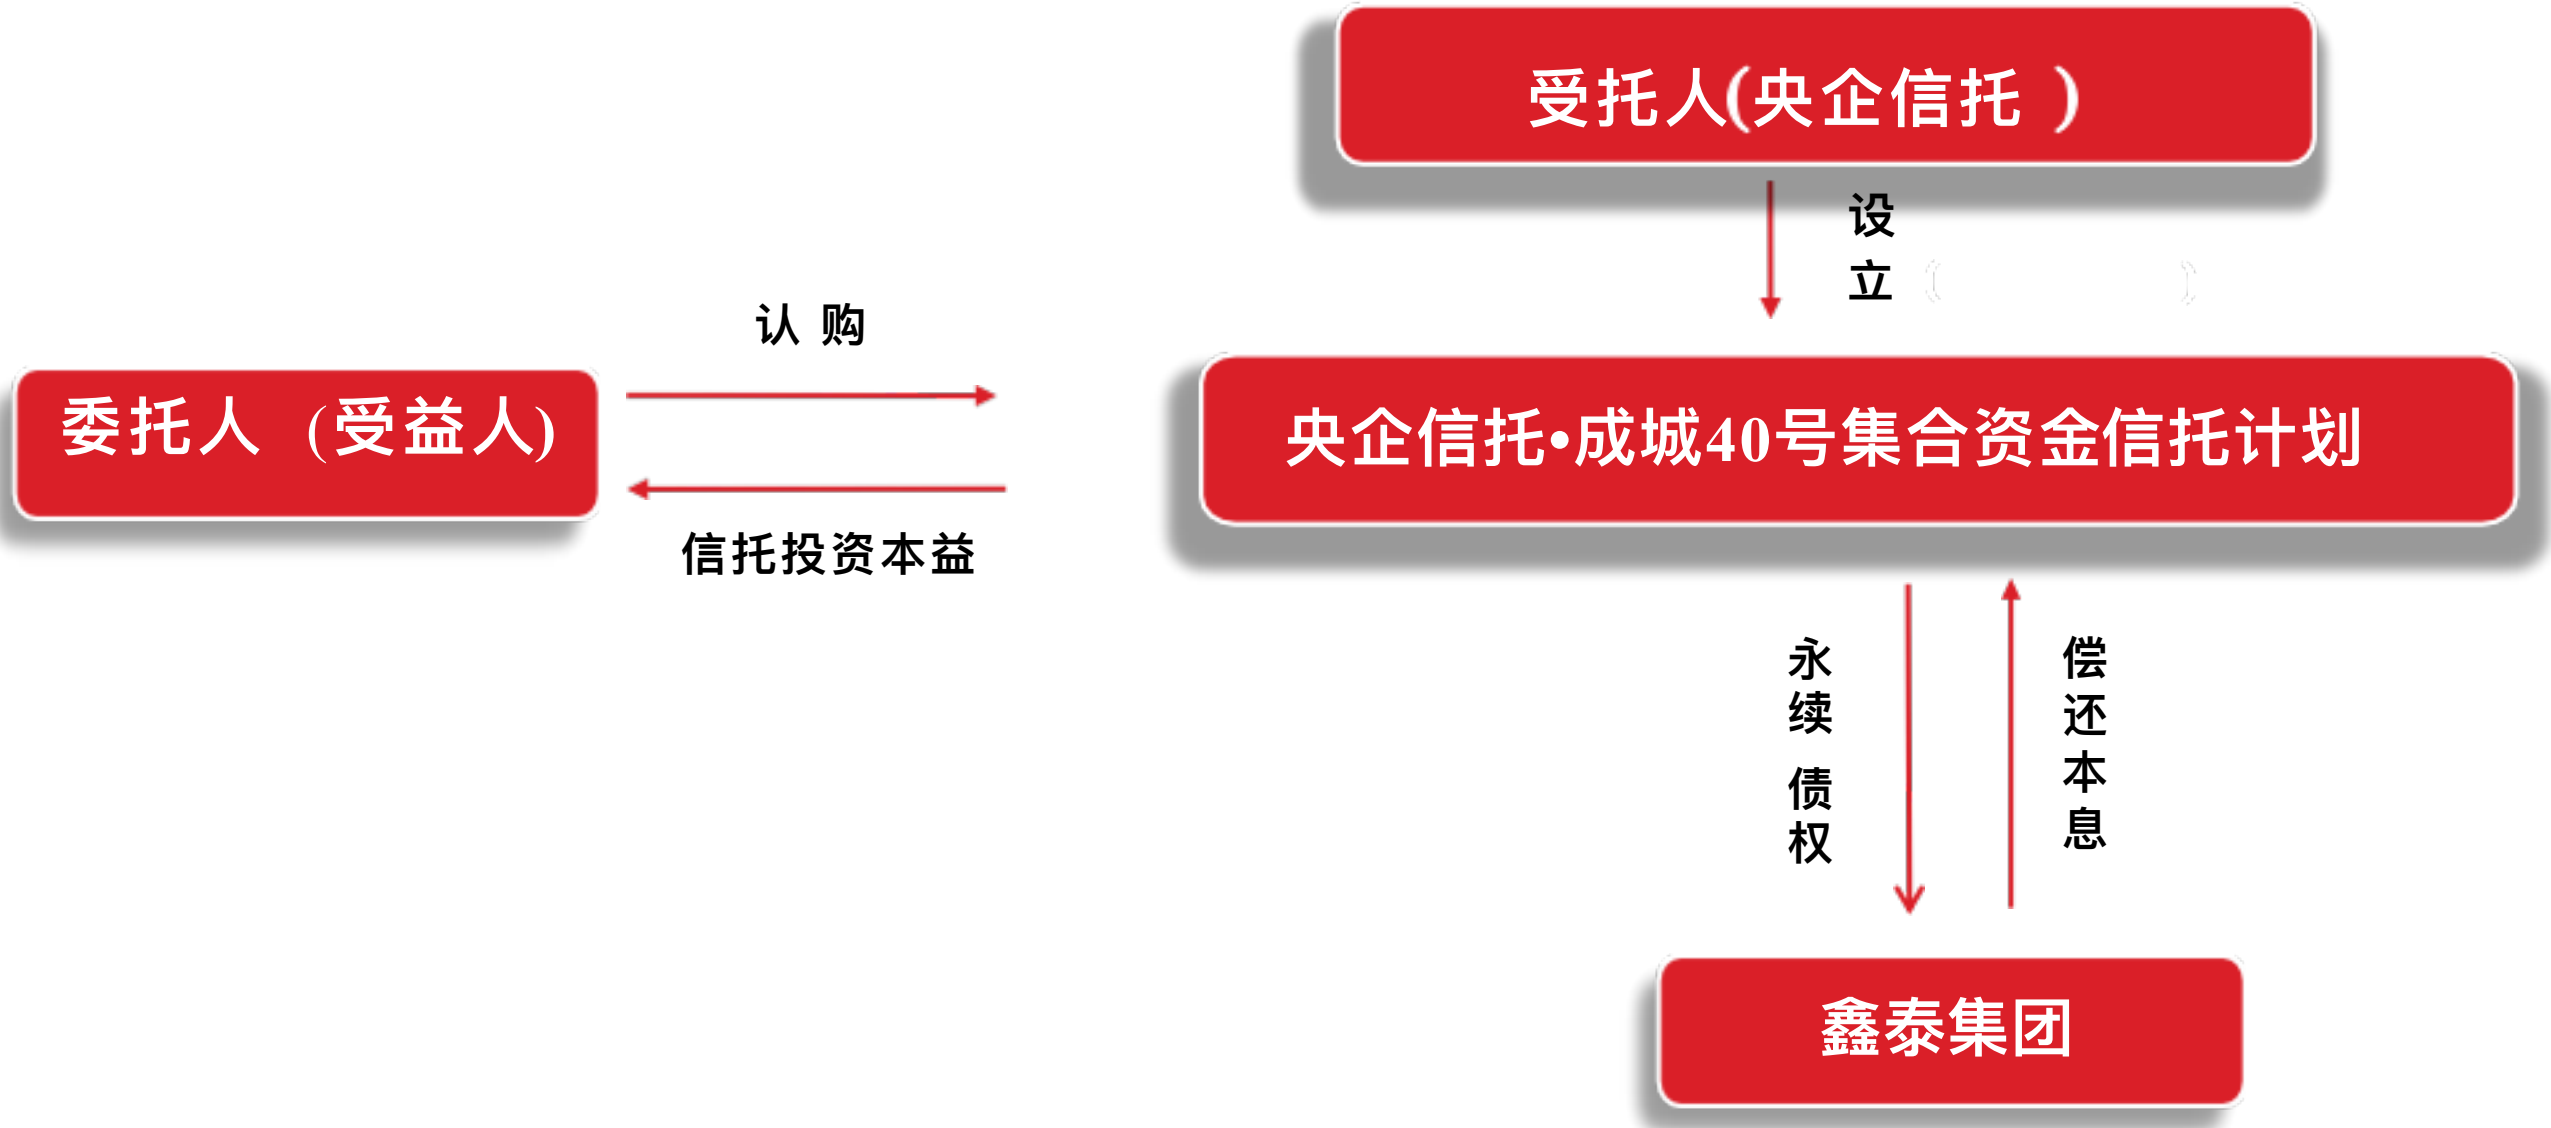 受托人(央企信托 )
设
立 ( )
认 购
委托人 (受益人)
央企信托•成城40号集合资金信托计划
信托投资本益
永
续
债
权
偿
还
本
息
鑫泰集团